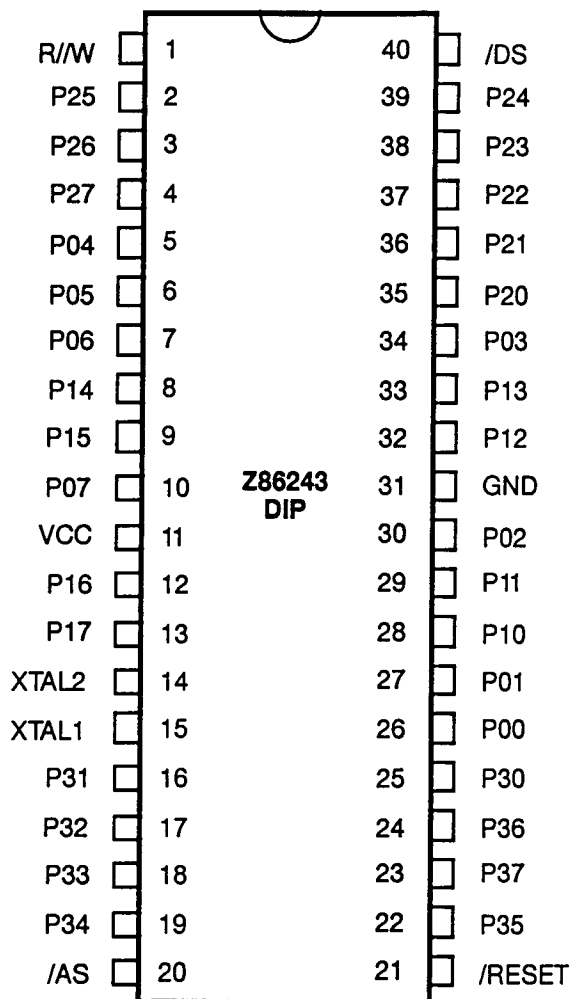 R//W 1 40 /DS
P25 2 39 P24
P26 3 38 P23
P27 4 37 P22
P04 5 36 P21
P05 6 35 P20
P06 7 34 P03
P14 8 33 P13
P15 9 32 P12
P07 10 Z86243 31 GND
DIP
VCC 11 30 P02
P16 12 29 P11
P17 13 28 P10
XTAL2 14 27 P01
XTAL1 15 26 P00
P31 16 25 P30
P32 17 24 P36
P33 18 23 P37
P34 19 22 P35
/AS 20 21 /RESET